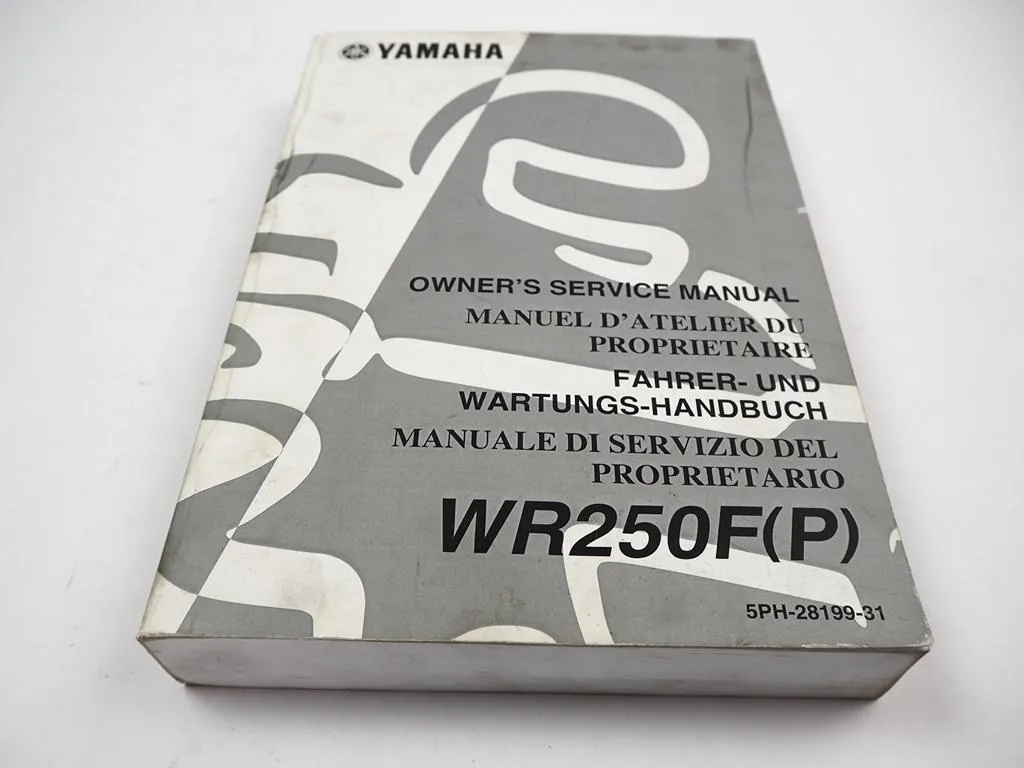 YAMAHA
OWNER'S SERVICE MANUAL
MANUEL D'ATELIER DU
PROPRIETAIRE
FAHRER- UND
WARTUNGS-HANDBUCH
MANUALE DI SERVIZIO DEL
PROPRIETARIO
WR250F(P)
5PH-28199-31